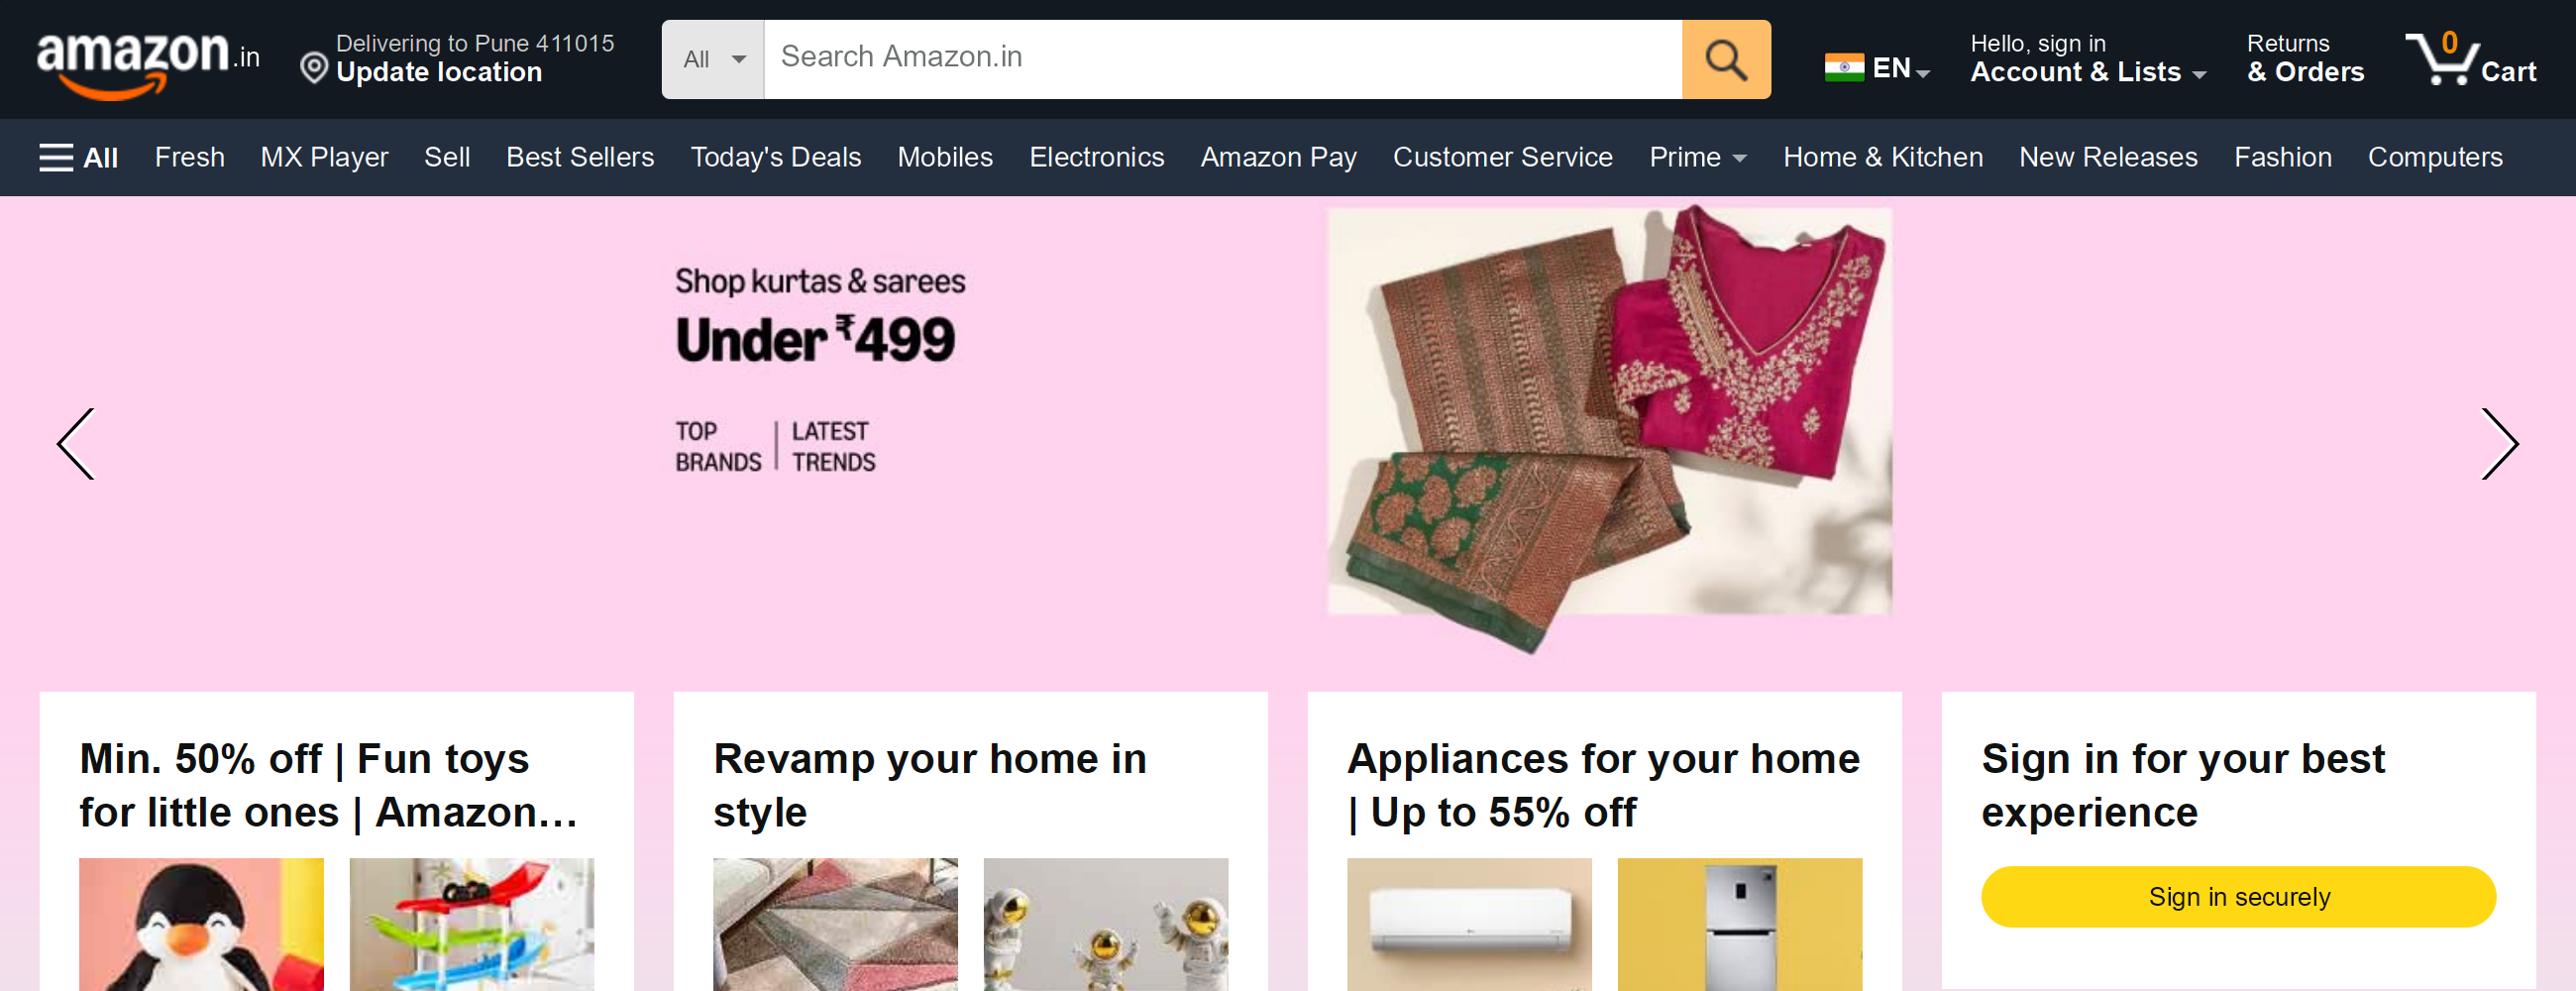 amazon.in
Delivering to Pune 411015
Update location
All
Search Amazon.in
EN
Hello, sign in
Account & Lists
Returns
& Orders
0
Cart
All Fresh MX Player Sell Best Sellers Today's Deals Mobiles Electronics Amazon Pay Customer Service Prime Home & Kitchen New Releases Fashion Computers
Shop kurtas & sarees
Under ₹499
TOP BRANDS | LATEST TRENDS
Min. 50% off | Fun toys
for little ones | Amazon…
Revamp your home in
style
Appliances for your home
| Up to 55% off
Sign in for your best
experience
Sign in securely